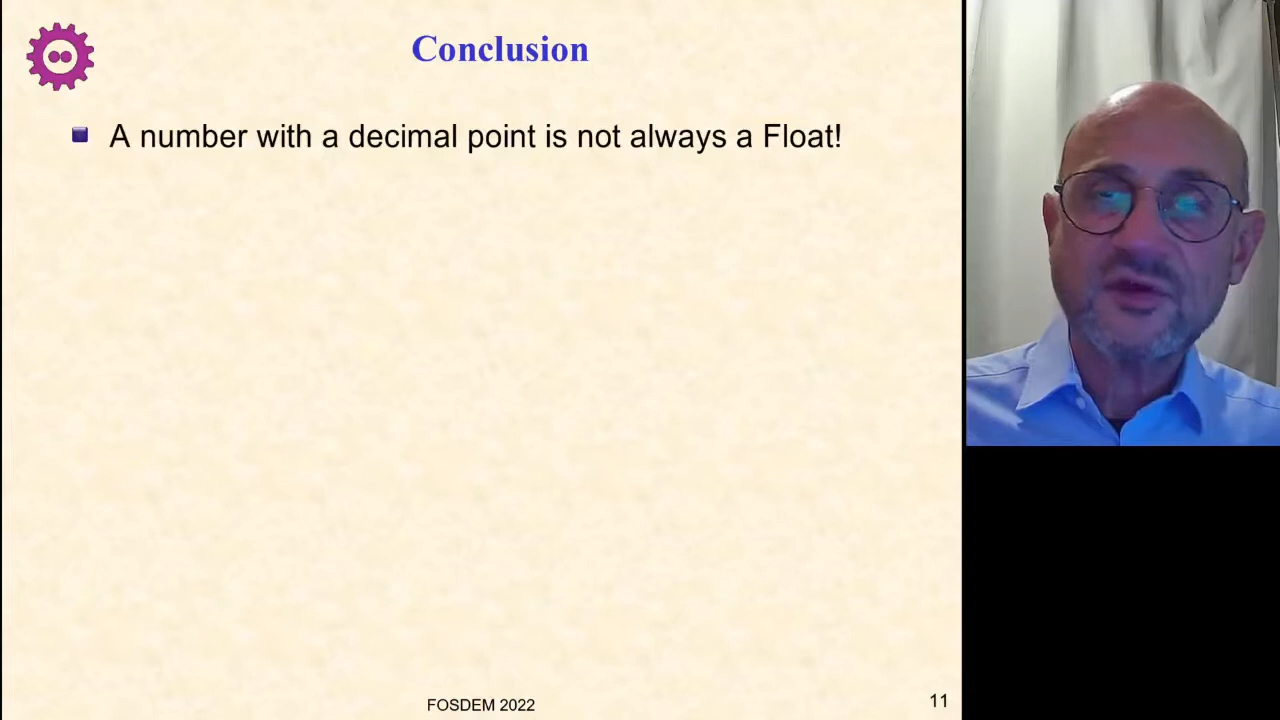 Conclusion
A number with a decimal point is not always a Float!
FOSDEM 2022
11